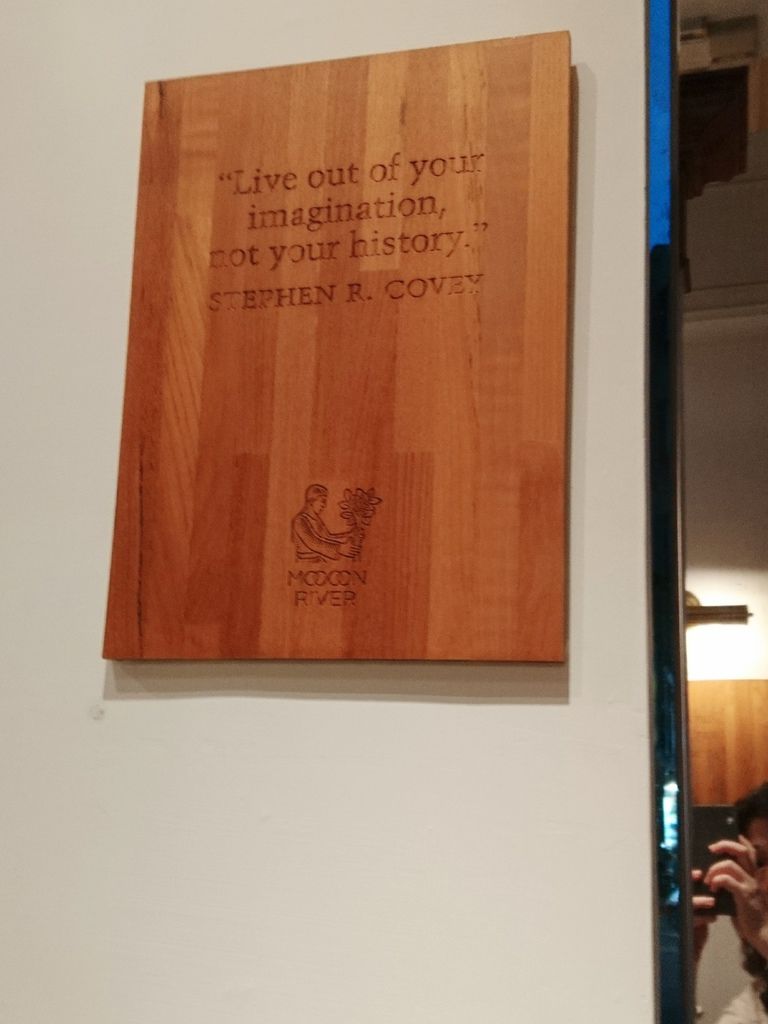 “Live out of your
imagination,
not your history.”
STEPHEN R. COVEY
MOOON
RIVER